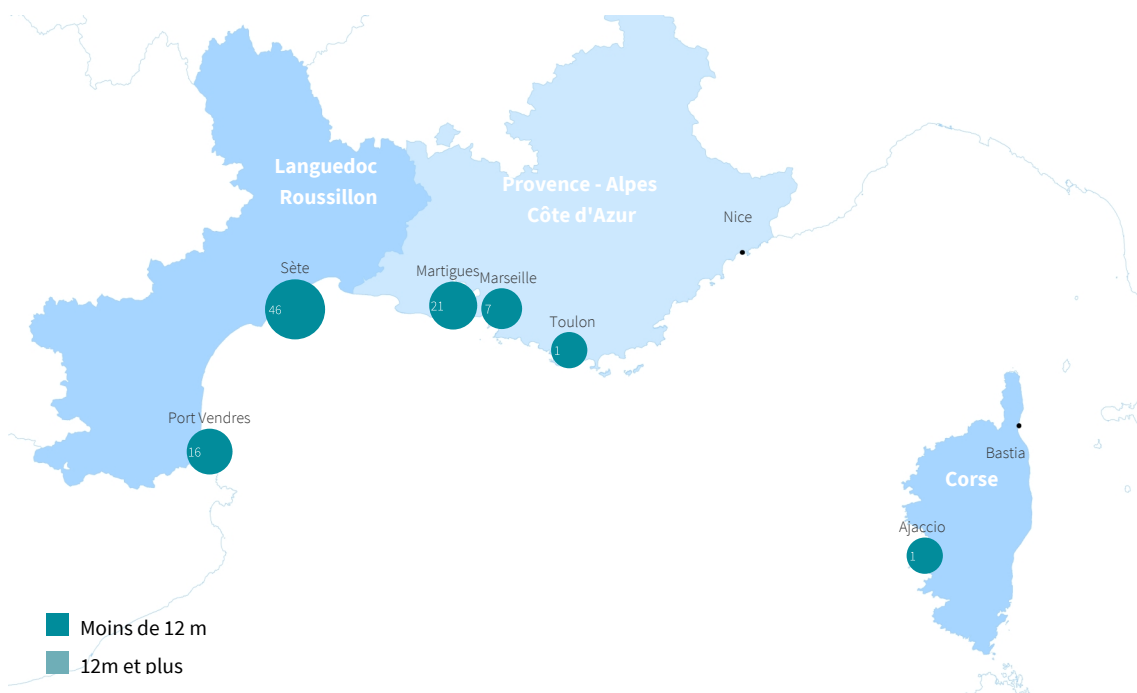 Languedoc
Roussillon
Provence - Alpes
Côte d'Azur
Nice
Sète
46
Martigues
21
Marseille
7
Toulon
1
Port Vendres
16
Bastia
Corse
Ajaccio
1
Moins de 12 m
12m et plus